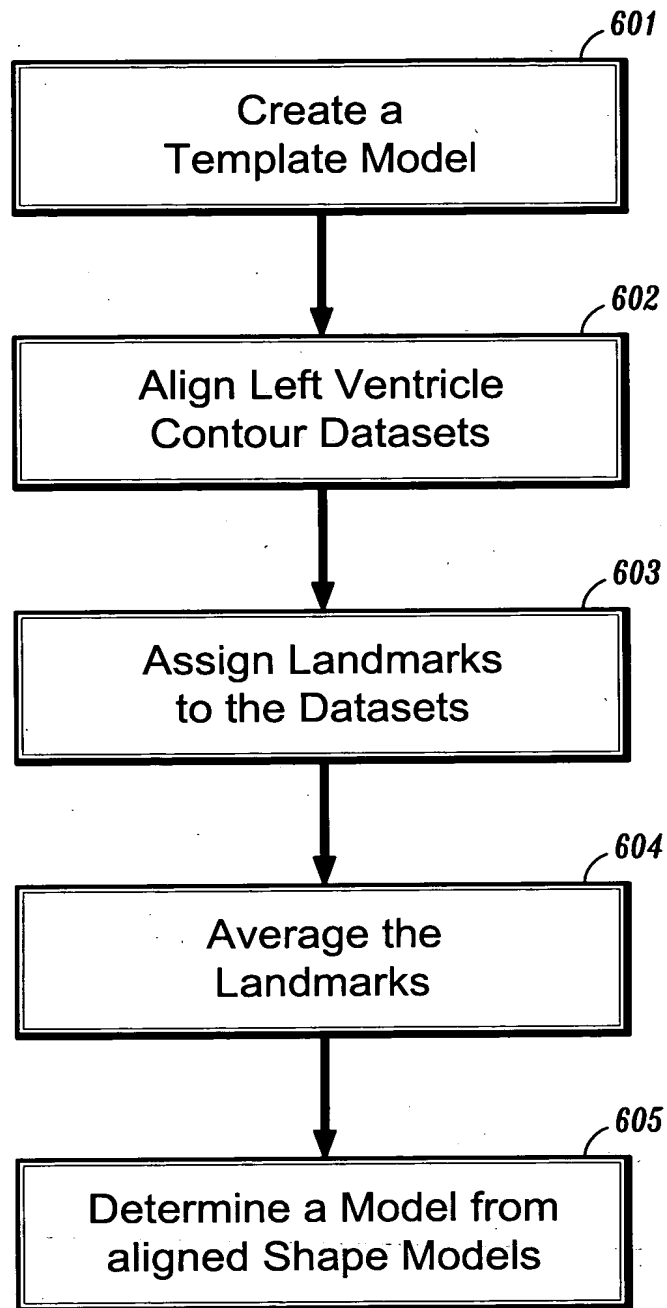 601
Create a
Template Model
602
Align Left Ventricle
Contour Datasets
603
Assign Landmarks
to the Datasets
604
Average the
Landmarks
605
Determine a Model from
aligned Shape Models